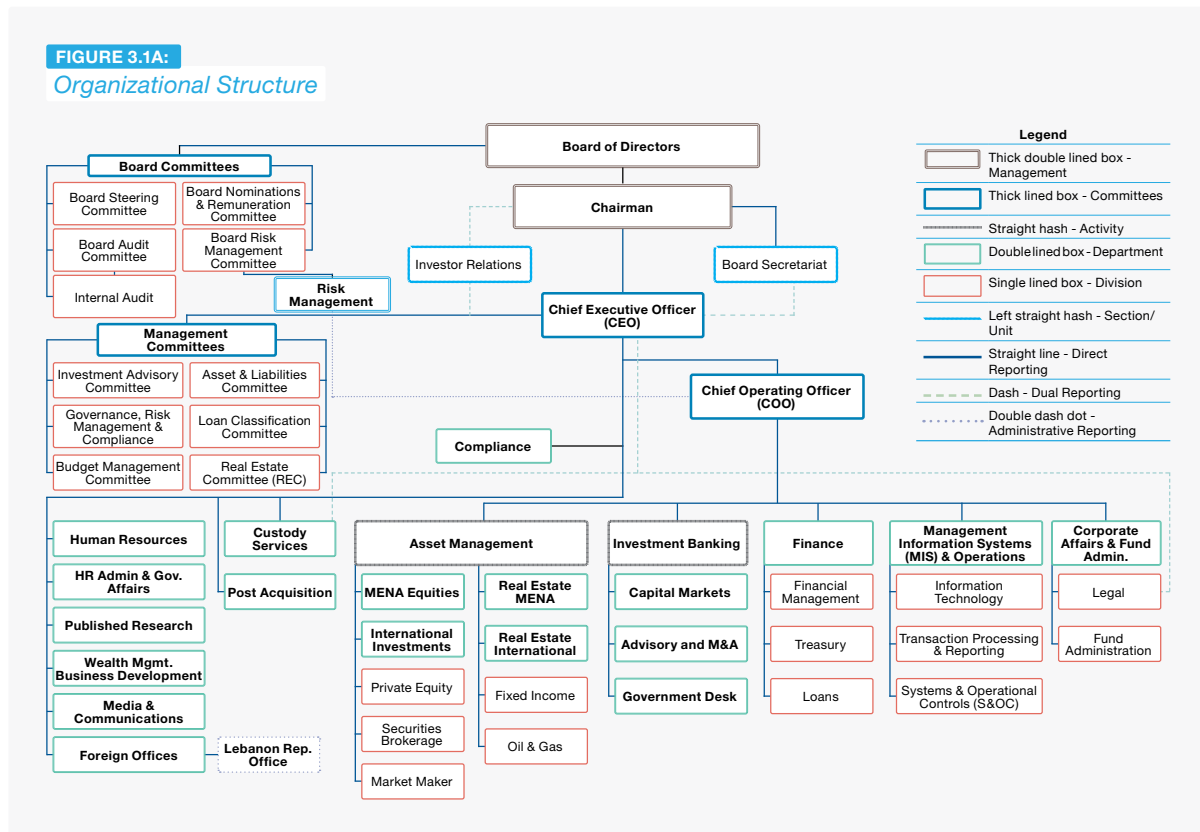 FIGURE 3.1A:
Organizational Structure
Board of Directors
Board Committees
Board Steering
Committee
Board Nominations
& Remuneration
Committee
Board Audit
Committee
Board Risk
Management
Committee
Internal Audit
Risk
Management
Chairman
Investor Relations
Board Secretariat
Chief Executive Officer
(CEO)
Management
Committees
Investment Advisory
Committee
Asset & Liabilities
Committee
Governance, Risk
Management &
Compliance
Loan Classification
Committee
Budget Management
Committee
Real Estate
Committee (REC)
Chief Operating Officer
(COO)
Compliance
Legend
Thick double lined box -
Management
Thick lined box - Committees
Straight hash - Activity
Double lined box - Department
Single lined box - Division
Left straight hash - Section/
Unit
Straight line - Direct
Reporting
Dash - Dual Reporting
Double dash dot -
Administrative Reporting
Human Resources
HR Admin & Gov.
Affairs
Published Research
Wealth Mgmt.
Business Development
Media &
Communications
Foreign Offices
Lebanon Rep.
Office
Custody
Services
Post Acquisition
Asset Management
MENA Equities
International
Investments
Private Equity
Securities
Brokerage
Market Maker
Real Estate
MENA
Real Estate
International
Fixed Income
Oil & Gas
Investment Banking
Capital Markets
Advisory and M&A
Government Desk
Finance
Financial
Management
Treasury
Loans
Management
Information Systems
(MIS) & Operations
Information
Technology
Transaction Processing
& Reporting
Systems & Operational
Controls (S&OC)
Corporate
Affairs & Fund
Admin.
Legal
Fund
Administration